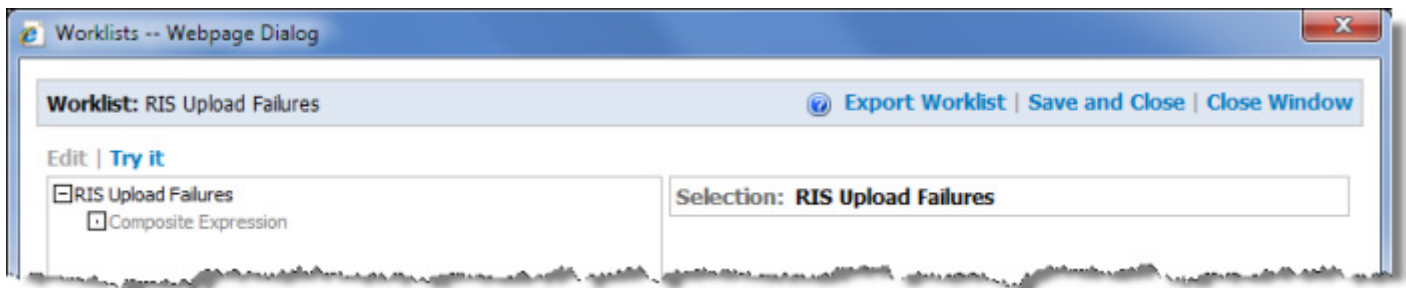 Worklists -- Webpage Dialog
Worklist: RIS Upload Failures
Export Worklist | Save and Close | Close Window
Edit | Try it
RIS Upload Failures
Selection: RIS Upload Failures
Composite Expression